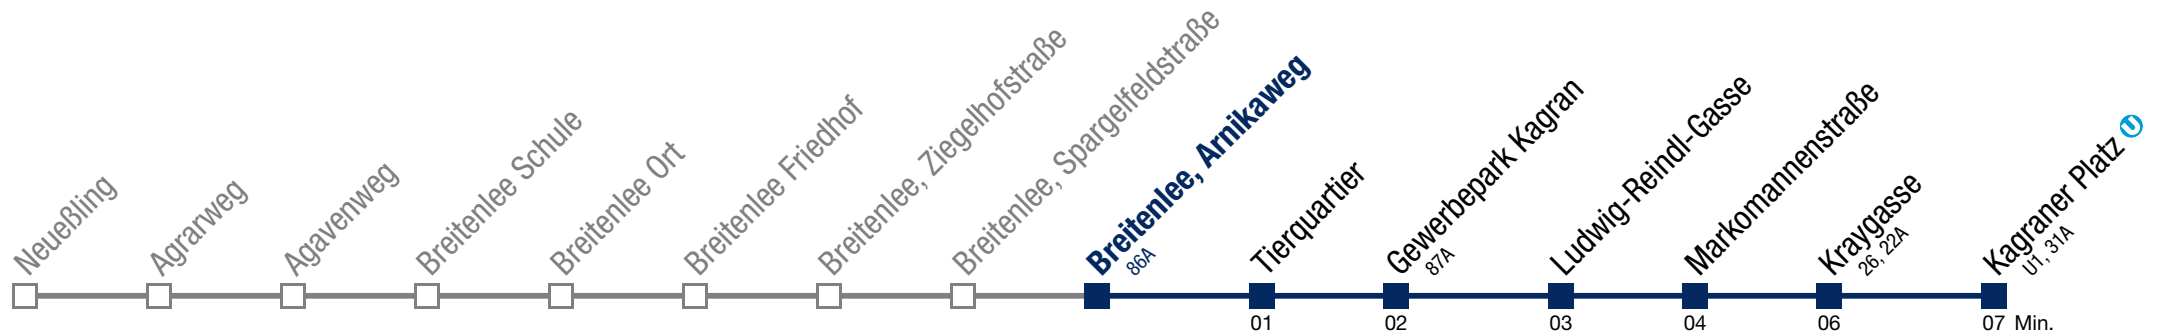 Neueßling
Agrarweg
Agavenweg
Breitenlee Schule
Breitenlee Ort
Breitenlee Friedhof
Breitenlee, Ziegelhofstraße
Breitenlee, Spargelfeldstraße
Breitenlee, Arnikaweg
86A
Tierquartier
Gewerbepark Kagran
87A
Ludwig-Reindl-Gasse
Markomannenstraße
Kraygasse
26, 22A
Kagraner Platz U
U1, 31A
01 02 03 04 06 07 Min.